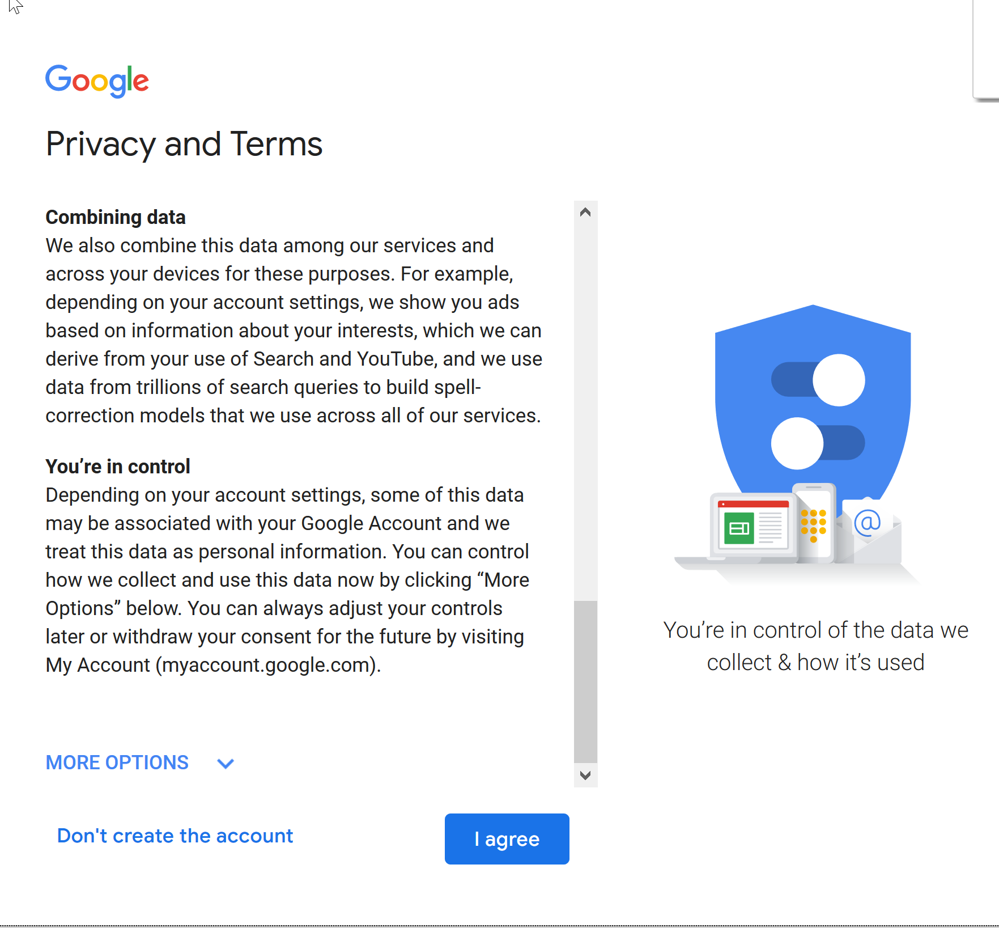 Google
Privacy and Terms
Combining data
We also combine this data among our services and
across your devices for these purposes. For example,
depending on your account settings, we show you ads
based on information about your interests, which we can
derive from your use of Search and YouTube, and we use
data from trillions of search queries to build spell-
correction models that we use across all of our services.
You’re in control
Depending on your account settings, some of this data
may be associated with your Google Account and we
treat this data as personal information. You can control
how we collect and use this data now by clicking “More
Options” below. You can always adjust your controls
later or withdraw your consent for the future by visiting
My Account (myaccount.google.com).
MORE OPTIONS
Don't create the account
I agree
@
You’re in control of the data we
collect & how it’s used